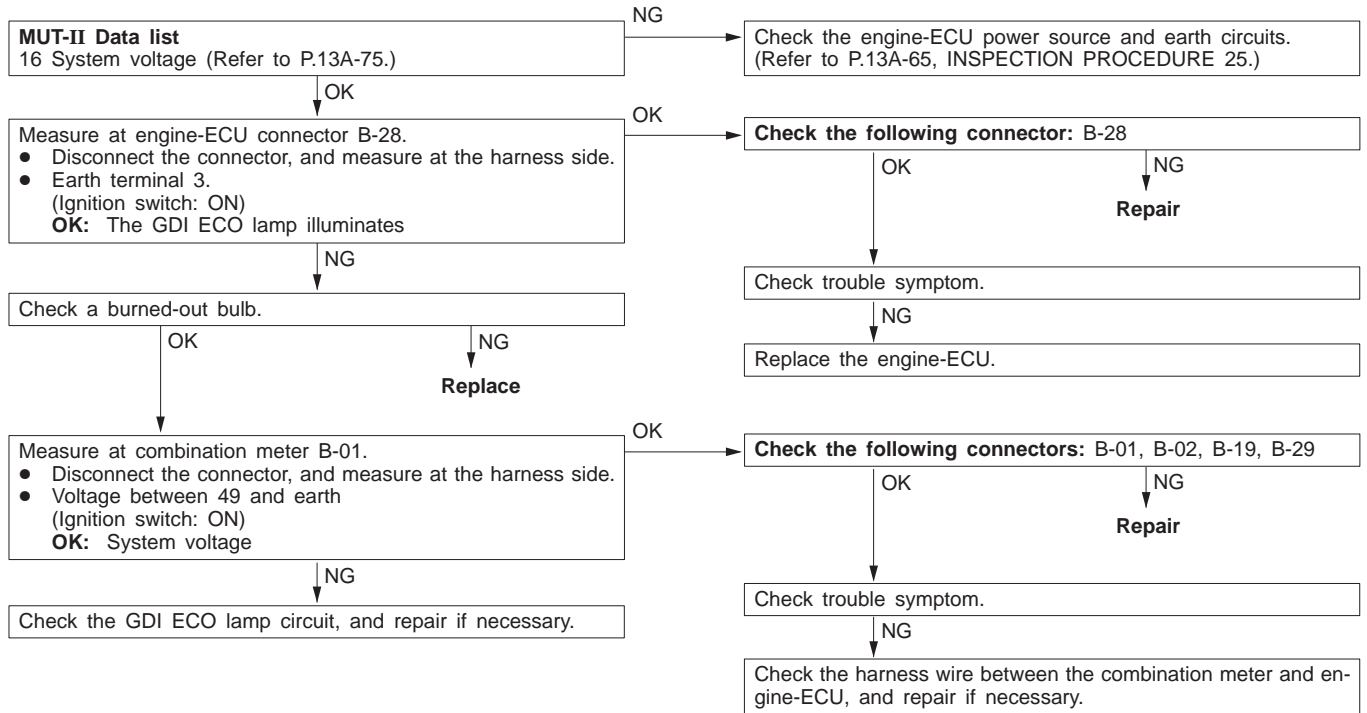 MUT-II Data list
16 System voltage (Refer to P.13A-75.)
NG
Check the engine-ECU power source and earth circuits.
(Refer to P.13A-65, INSPECTION PROCEDURE 25.)
OK
Measure at engine-ECU connector B-28.
● Disconnect the connector, and measure at the harness side.
● Earth terminal 3.
(Ignition switch: ON)
OK: The GDI ECO lamp illuminates
OK
Check the following connector: B-28
OK
NG
Repair
NG
Check trouble symptom.
NG
Replace the engine-ECU.
Check a burned-out bulb.
OK
NG
Replace
Measure at combination meter B-01.
● Disconnect the connector, and measure at the harness side.
● Voltage between 49 and earth
(Ignition switch: ON)
OK: System voltage
OK
Check the following connectors: B-01, B-02, B-19, B-29
OK
NG
Repair
NG
Check the GDI ECO lamp circuit, and repair if necessary.
Check trouble symptom.
NG
Check the harness wire between the combination meter and en-
gine-ECU, and repair if necessary.